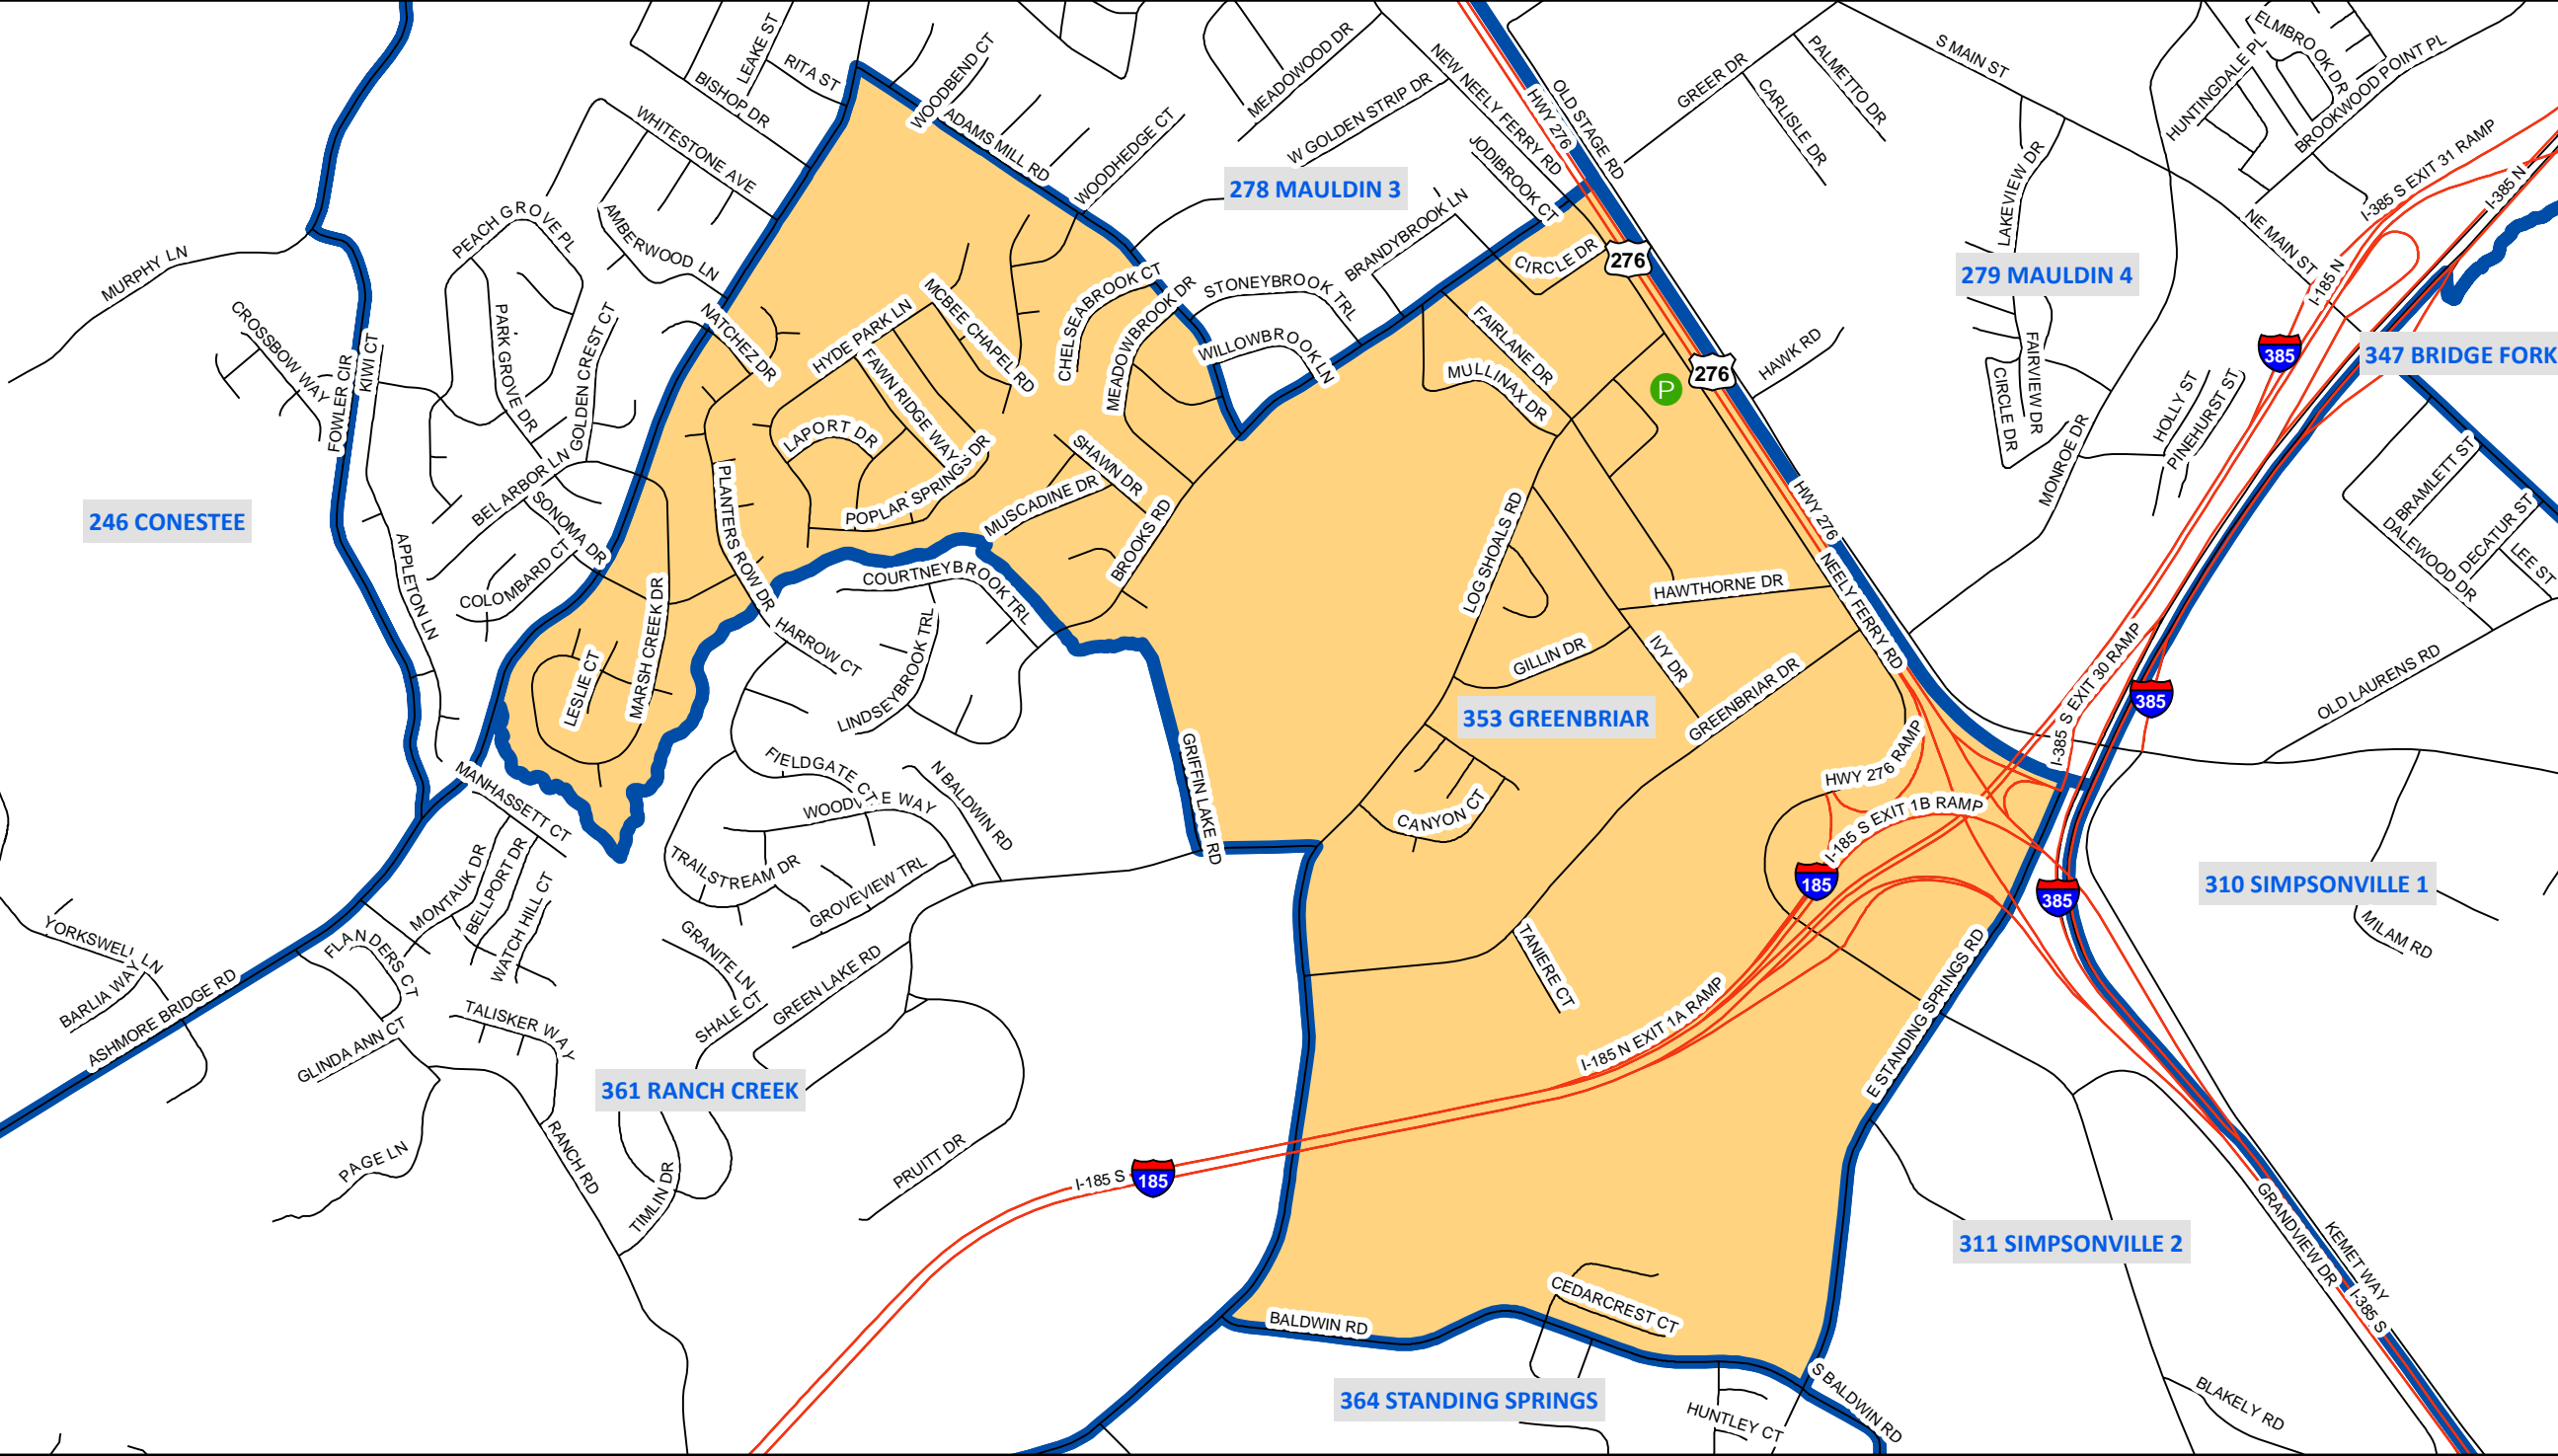 LEAKE ST
RITA ST
BISHOP DR
WOODBEND CT
ADAMS MILL RD
WOODHEDGE CT
MEADOWOOD DR
W GOLDEN STRIP DR
NEW NEELY FERRY RD
HWY 276
OLD STAGE RD
JODIBROOK CT
GREER DR
PALMETTO DR
CARLISLE DR
S MAIN ST
ELMBROOK DR
HUNTINGDALE PL
BROOKWOOD POINT PL
I-385 S EXIT 31 RAMP
I-385 N
WHITESTONE AVE
278 MAULDIN 3
LAKEVIEW DR
NE MAIN ST
PEACH GROVE PL
AMBERWOOD LN
MURPHY LN
BRANDYBROOK LN
CIRCLE DR
276
279 MAULDIN 4
I-185 N
STONEYBROOK TRL
CHELSEABROOK CT
MEADOWBROOK DR
MCBEE CHAPEL RD
HYDE PARK LN
NATCHEZ DR
CROSSBOW WAY
FOWLER CIR
KIWI CT
PARK GROVE DR
GOLDEN CREST CT
WILLOWBROOK LN
FAIRLANE DR
MULLINAX DR
276
P
HAWK RD
FAIRVIEW DR
CIRCLE DR
385
347 BRIDGE FORK
HOLLY ST
PINEHURST ST
MONROE DR
FAWN RIDGE WAY
LAPORT DR
POPLAR SPRINGS DR
SHAWN DR
MUSCADINE DR
BROOKS RD
LOG SHOALS RD
HWY 276
BRAMLETT ST
DALEWOOD DR
DECATUR ST
LEE ST
246 CONESTEE
BEL ARBOR LN
SONOMA DR
COLOMBARD CT
APPLETON LN
PLANTERS ROW DR
COURTNEYBROOK TRL
HAWTHORNE DR
NEELY FERRY RD
MARSH CREEK DR
LESLIE CT
HARROW CT
LINDSEYBROOK TRL
GILLIN DR
IVY DR
GREENBRIAR DR
353 GREENBRIAR
I-385 S EXIT 30 RAMP
385
OLD LAURENS RD
HWY 276 RAMP
I-185 S EXIT 1B RAMP
MANHASSETT CT
FIELDGATE CT
N BALDWIN RD
GRIFFIN LAKE RD
CANYON CT
MONTAUK DR
BELLPORT DR
WATCH HILL CT
TRAILSTREAM DR
GROVEVIEW TRL
185
385
310 SIMPSONVILLE 1
MILAM RD
YORKSWELL LN
BARLIA WAY
FLANDERS CT
ASHMORE BRIDGE RD
GRANITE LN
GREEN LAKE RD
SHALE CT
TANIERE CT
I-185 N EXIT 1A RAMP
E STANDING SPRINGS RD
GLINDA ANN CT
TALISKER WAY
361 RANCH CREEK
PAGE LN
RANCH RD
TIMLIN DR
PRUITT DR
I-185 S
185
311 SIMPSONVILLE 2
GRANDVIEW DR
KEMET WAY
I-385 S
CEDARCREST CT
BALDWIN RD
S BALDWIN RD
364 STANDING SPRINGS
HUNTLEY CT
BLAKELY RD